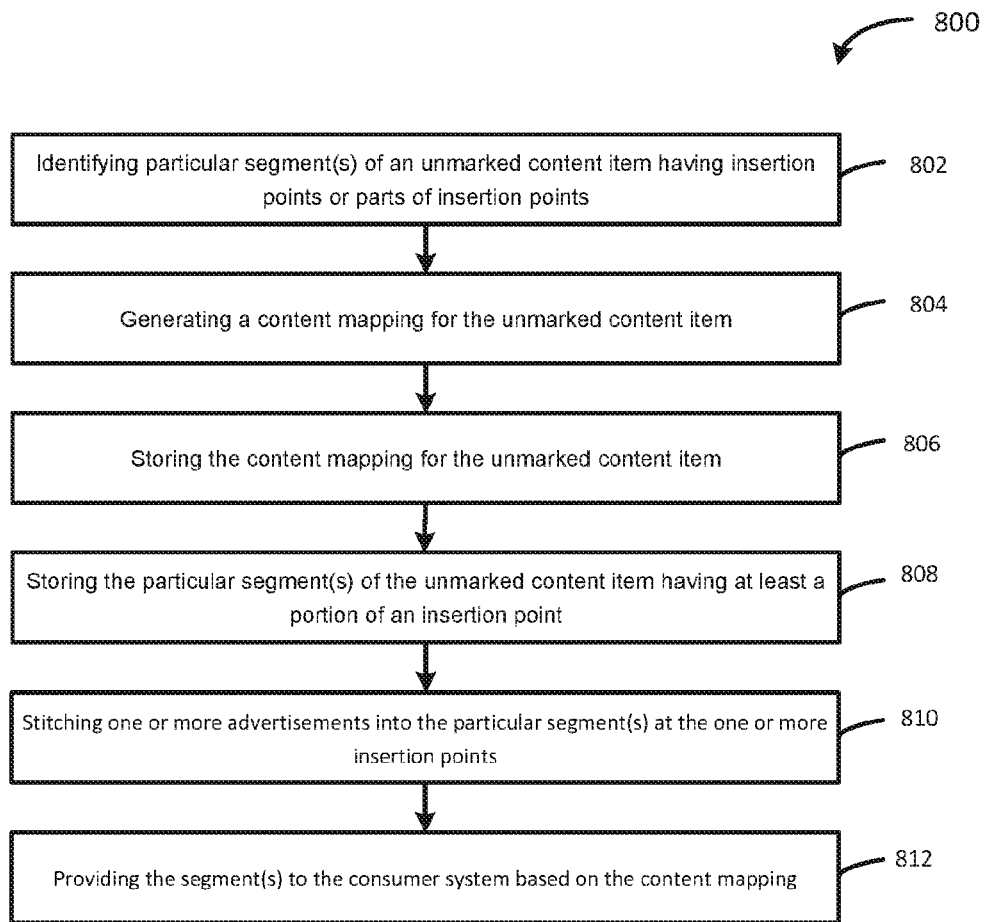 800
Identifying particular segment(s) of an unmarked content item having insertion
points or parts of insertion points
802
Generating a content mapping for the unmarked content item
804
Storing the content mapping for the unmarked content item
806
Storing the particular segment(s) of the unmarked content item having at least a
portion of an insertion point
808
Stitching one or more advertisements into the particular segment(s) at the one or more
insertion points
810
Providing the segment(s) to the consumer system based on the content mapping
812